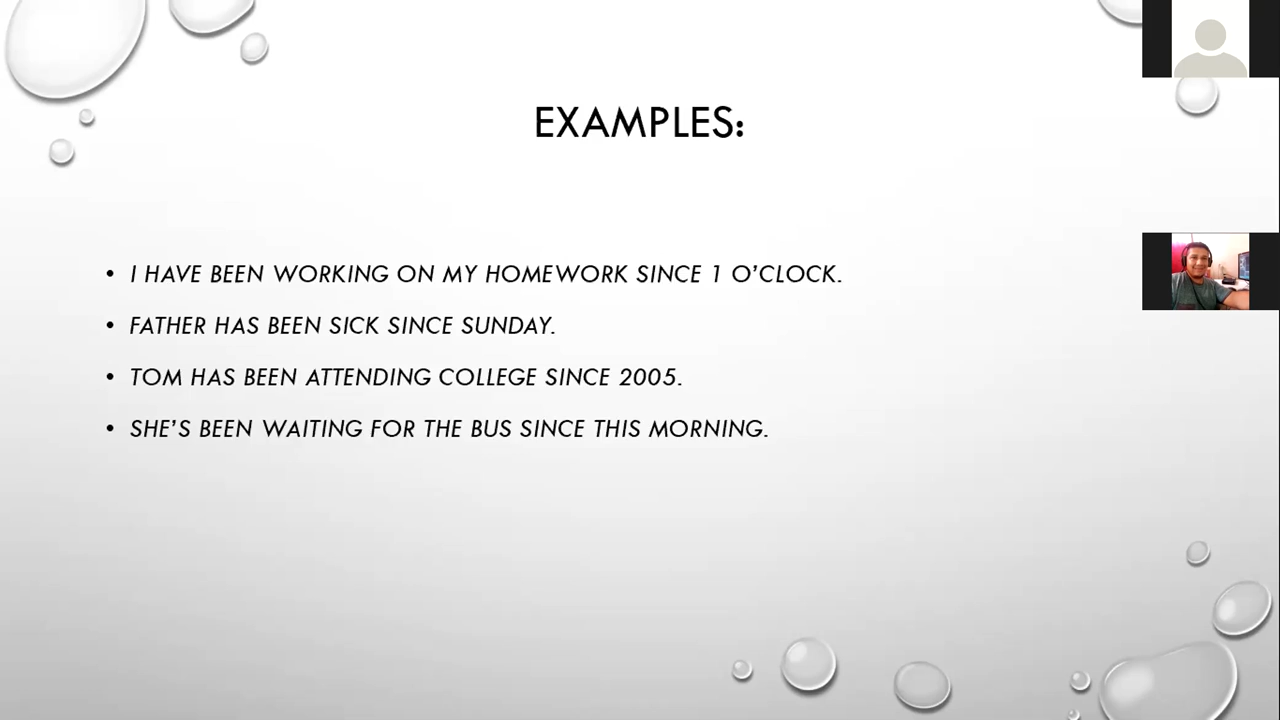 EXAMPLES:
• I HAVE BEEN WORKING ON MY HOMEWORK SINCE 1 O’CLOCK.
• FATHER HAS BEEN SICK SINCE SUNDAY.
• TOM HAS BEEN ATTENDING COLLEGE SINCE 2005.
• SHE’S BEEN WAITING FOR THE BUS SINCE THIS MORNING.